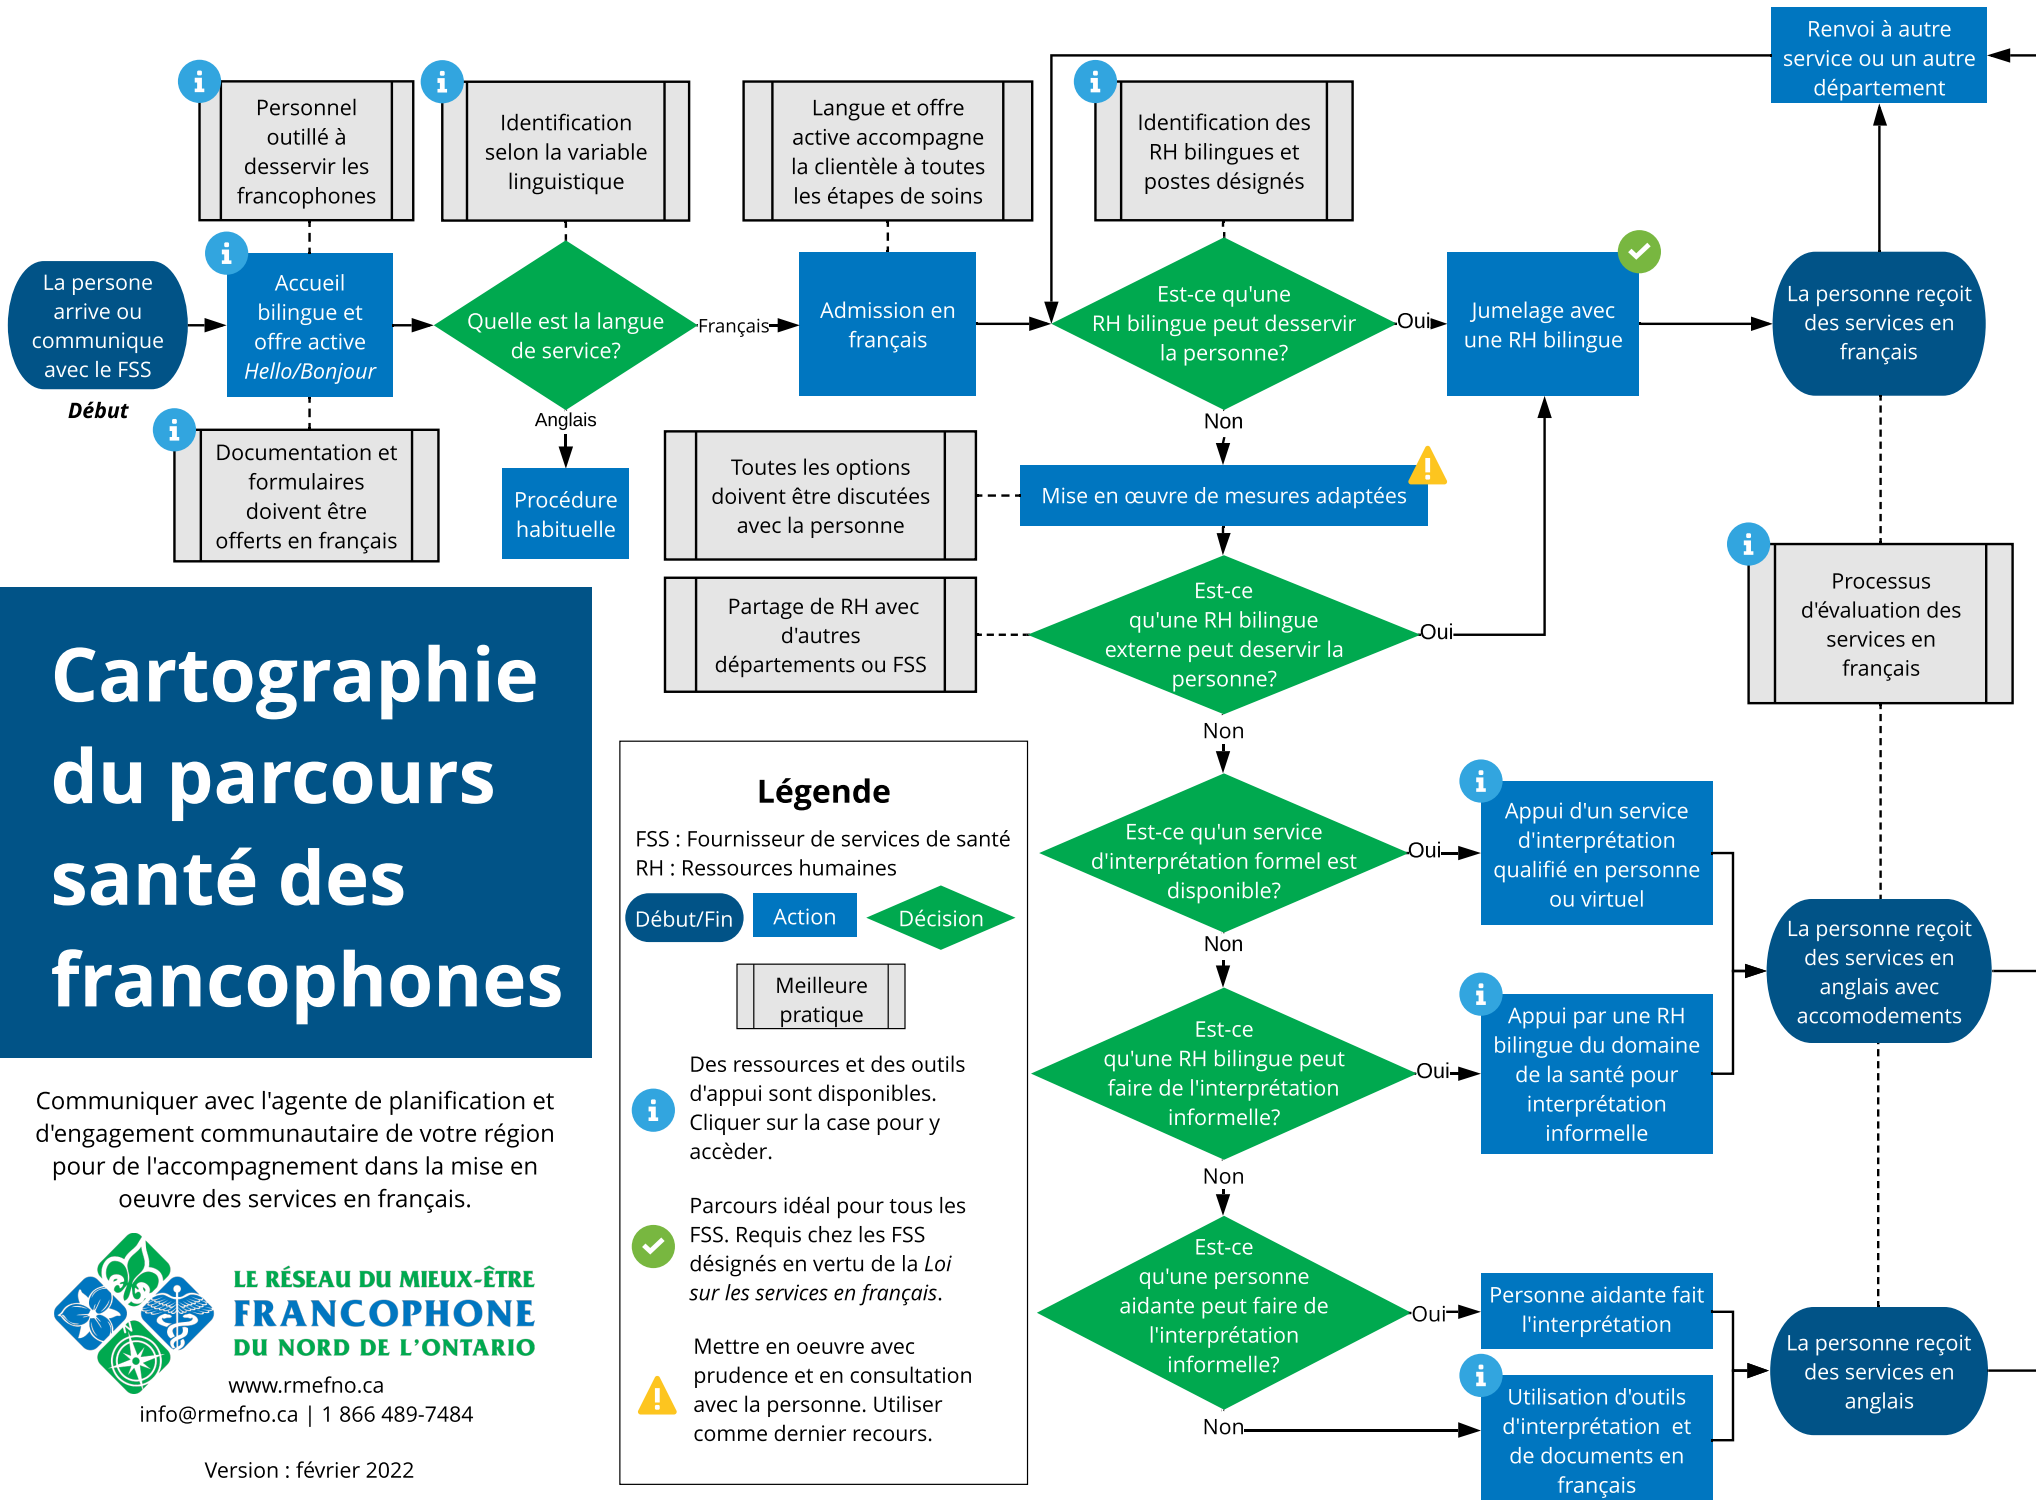 Renvoi à autre
service ou un autre
département
Personnel
outillé à
desservir les
francophones
Identification
selon la variable
linguistique
Langue et offre
active accompagne
la clientèle à toutes
les étapes de soins
Identification des
RH bilingues et
postes désignés
La persone
arrive ou
communique
avec le FSS
Début
Accueil
bilingue et
offre active
Hello/Bonjour
Quelle est la langue
de service?
Français
Anglais
Admission en
français
Est-ce qu'une
RH bilingue peut desservir
la personne?
Oui
Non
Jumelage avec
une RH bilingue
La personne reçoit
des services en
français
Documentation et
formulaires
doivent être
offerts en français
Procédure
habituelle
Toutes les options
doivent être discutées
avec la personne
Mise en œuvre de mesures adaptées
Partage de RH avec
d'autres
départements ou FSS
Est-ce
qu'une RH bilingue
externe peut deservir la
personne?
Oui
Non
Processus
d'évaluation des
services en
français
Cartographie
du parcours
santé des
francophones
Communiquer avec l'agente de planification et
d'engagement communautaire de votre région
pour de l'accompagnement dans la mise en
oeuvre des services en français.
LE RÉSEAU DU MIEUX-ÊTRE
FRANCOPHONE
DU NORD DE L'ONTARIO
N
www.rmefno.ca
info@rmefno.ca | 1 866 489-7484
Version : février 2022
Légende
FSS : Fournisseur de services de santé
RH : Ressources humaines
Début/Fin
Action
Décision
Meilleure
pratique
Des ressources et des outils
d'appui sont disponibles.
Cliquer sur la case pour y
accèder.
Parcours idéal pour tous les
FSS. Requis chez les FSS
désignés en vertu de la Loi
sur les services en français.
Mettre en oeuvre avec
prudence et en consultation
avec la personne. Utiliser
comme dernier recours.
Est-ce qu'un service
d'interprétation formel est
disponible?
Oui
Non
Appui d'un service
d'interprétation
qualifié en personne
ou virtuel
La personne reçoit
des services en
anglais avec
accomodements
Est-ce
qu'une RH bilingue peut
faire de l'interprétation
informelle?
Oui
Non
Appui par une RH
bilingue du domaine
de la santé pour
interprétation
informelle
Est-ce
qu'une personne
aidante peut faire de
l'interprétation
informelle?
Oui
Non
Personne aidante fait
l'interprétation
Utilisation d'outils
d'interprétation et
de documents en
français
La personne reçoit
des services en
anglais